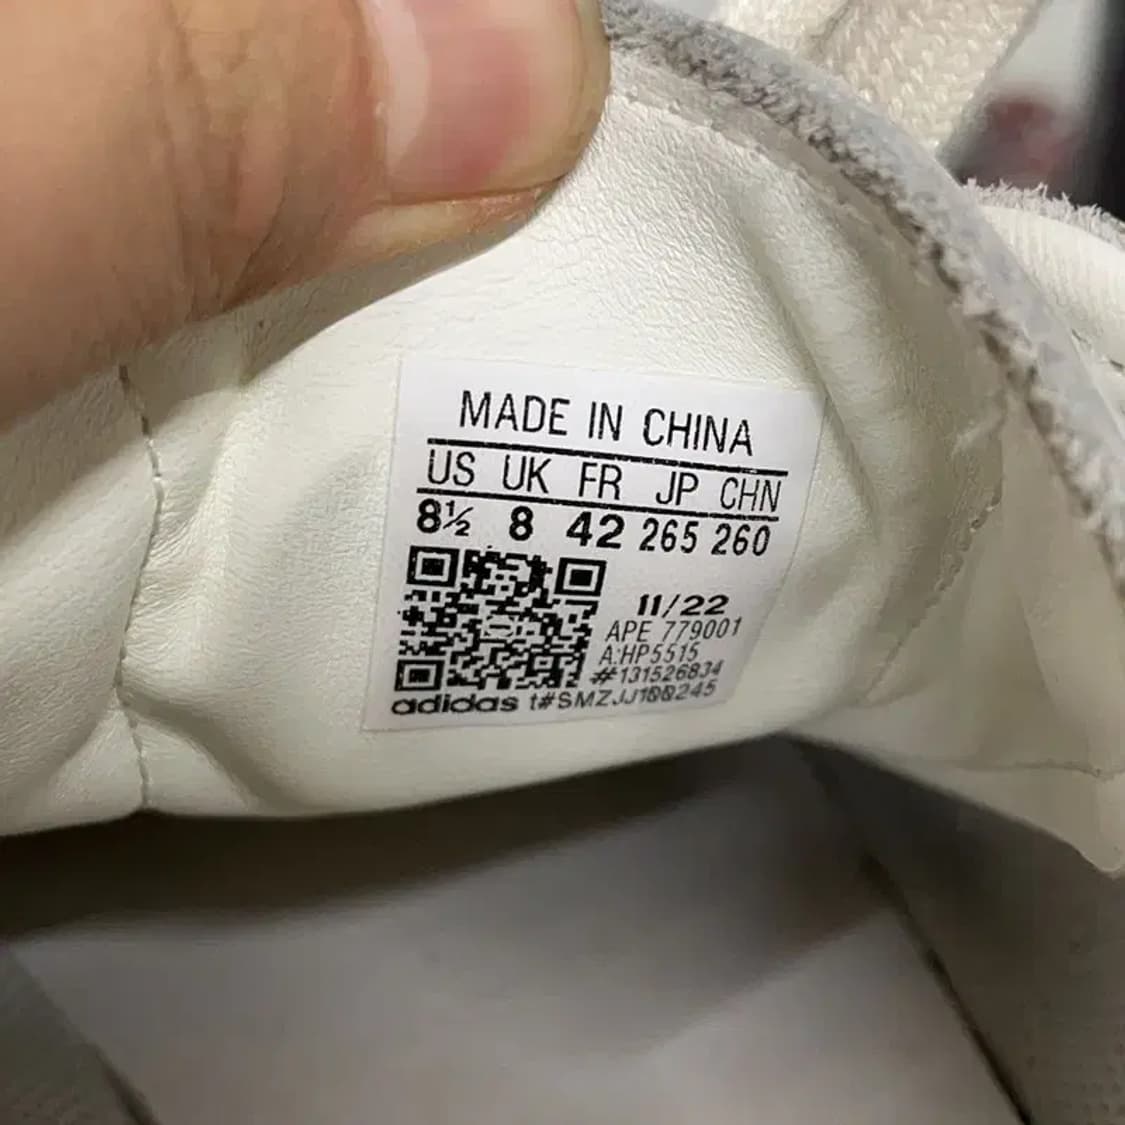 MADE IN CHINA
US UK FR JP CHN
8½ 8 42 265 260
11/22
APE 779001
A:HP5515
#131526834
adidas t#SMZJJ100245